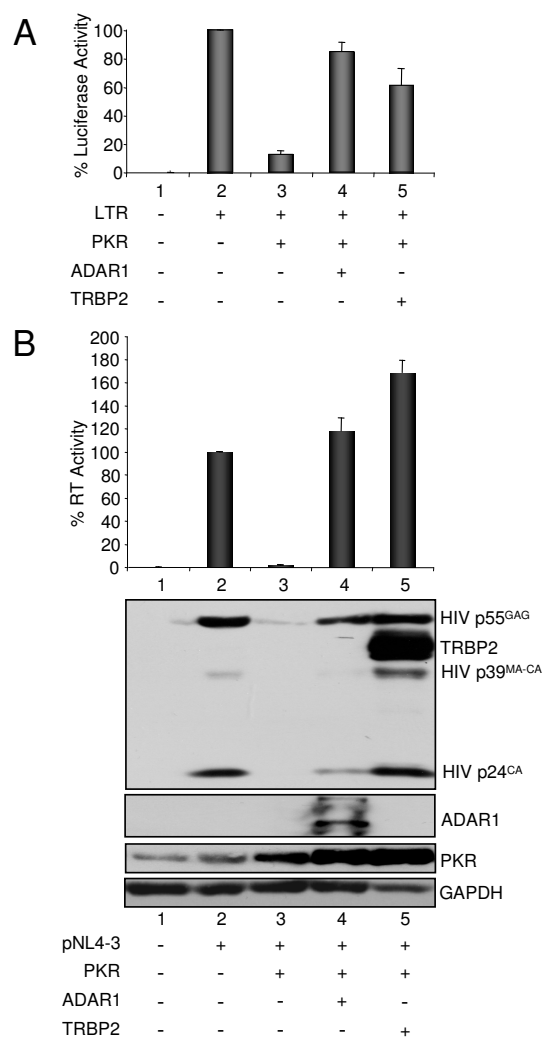 A
% Luciferase Activity
100
80
60
40
20
0
1 2 3 4 5
LTR - + + + +
PKR - - + + +
ADAR1 - - - + -
TRBP2 - - - - +
B
% RT Activity
200
180
160
140
120
100
80
60
40
20
0
1 2 3 4 5
HIV p55GAG
TRBP2
HIV p39MA-CA
HIV p24CA
ADAR1
PKR
GAPDH
1 2 3 4 5
pNL4-3 - + + + +
PKR - - + + +
ADAR1 - - - + -
TRBP2 - - - - +